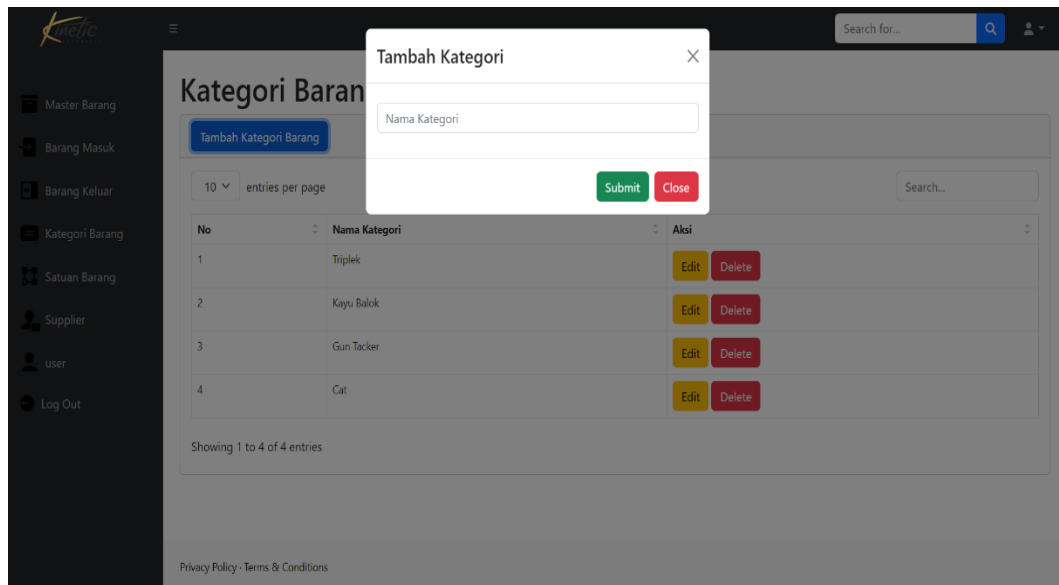 Kinetic
Search for...
Tambah Kategori
Kategori Baran
Nama Kategori
Tambah Kategori Barang
Submit Close
10 entries per page
Search...
Master Barang
Barang Masuk
Barang Keluar
Kategori Barang
Satuan Barang
Supplier
user
Log Out
No Nama Kategori Aksi
1 Triplek Edit Delete
2 Kayu Balok Edit Delete
3 Gun Tacker Edit Delete
4 Cat Edit Delete
Showing 1 to 4 of 4 entries
Privacy Policy · Terms & Conditions